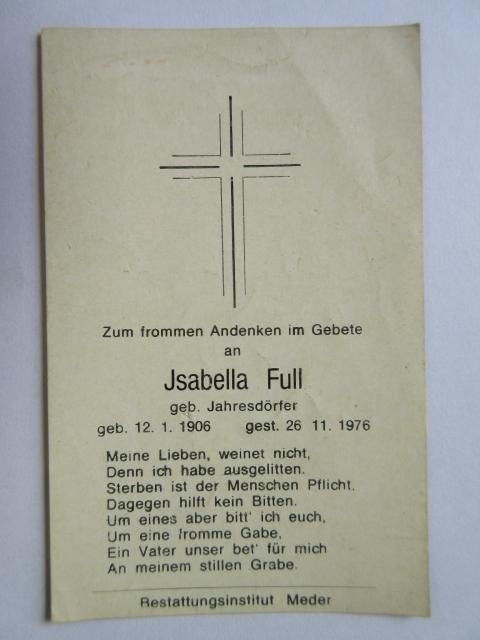 Zum frommen Andenken im Gebete
an
Jsabella Full
geb. Jahresdörfer
geb. 12. 1. 1906 gest. 26 11. 1976
Meine Lieben, weinet nicht,
Denn ich habe ausgelitten.
Sterben ist der Menschen Pflicht.
Dagegen hilft kein Bitten.
Um eines aber bitt' ich euch,
Um eine fromme Gabe,
Ein Vater unser bet' für mich
An meinem stillen Grabe.
Bestattungsinstitut Meder